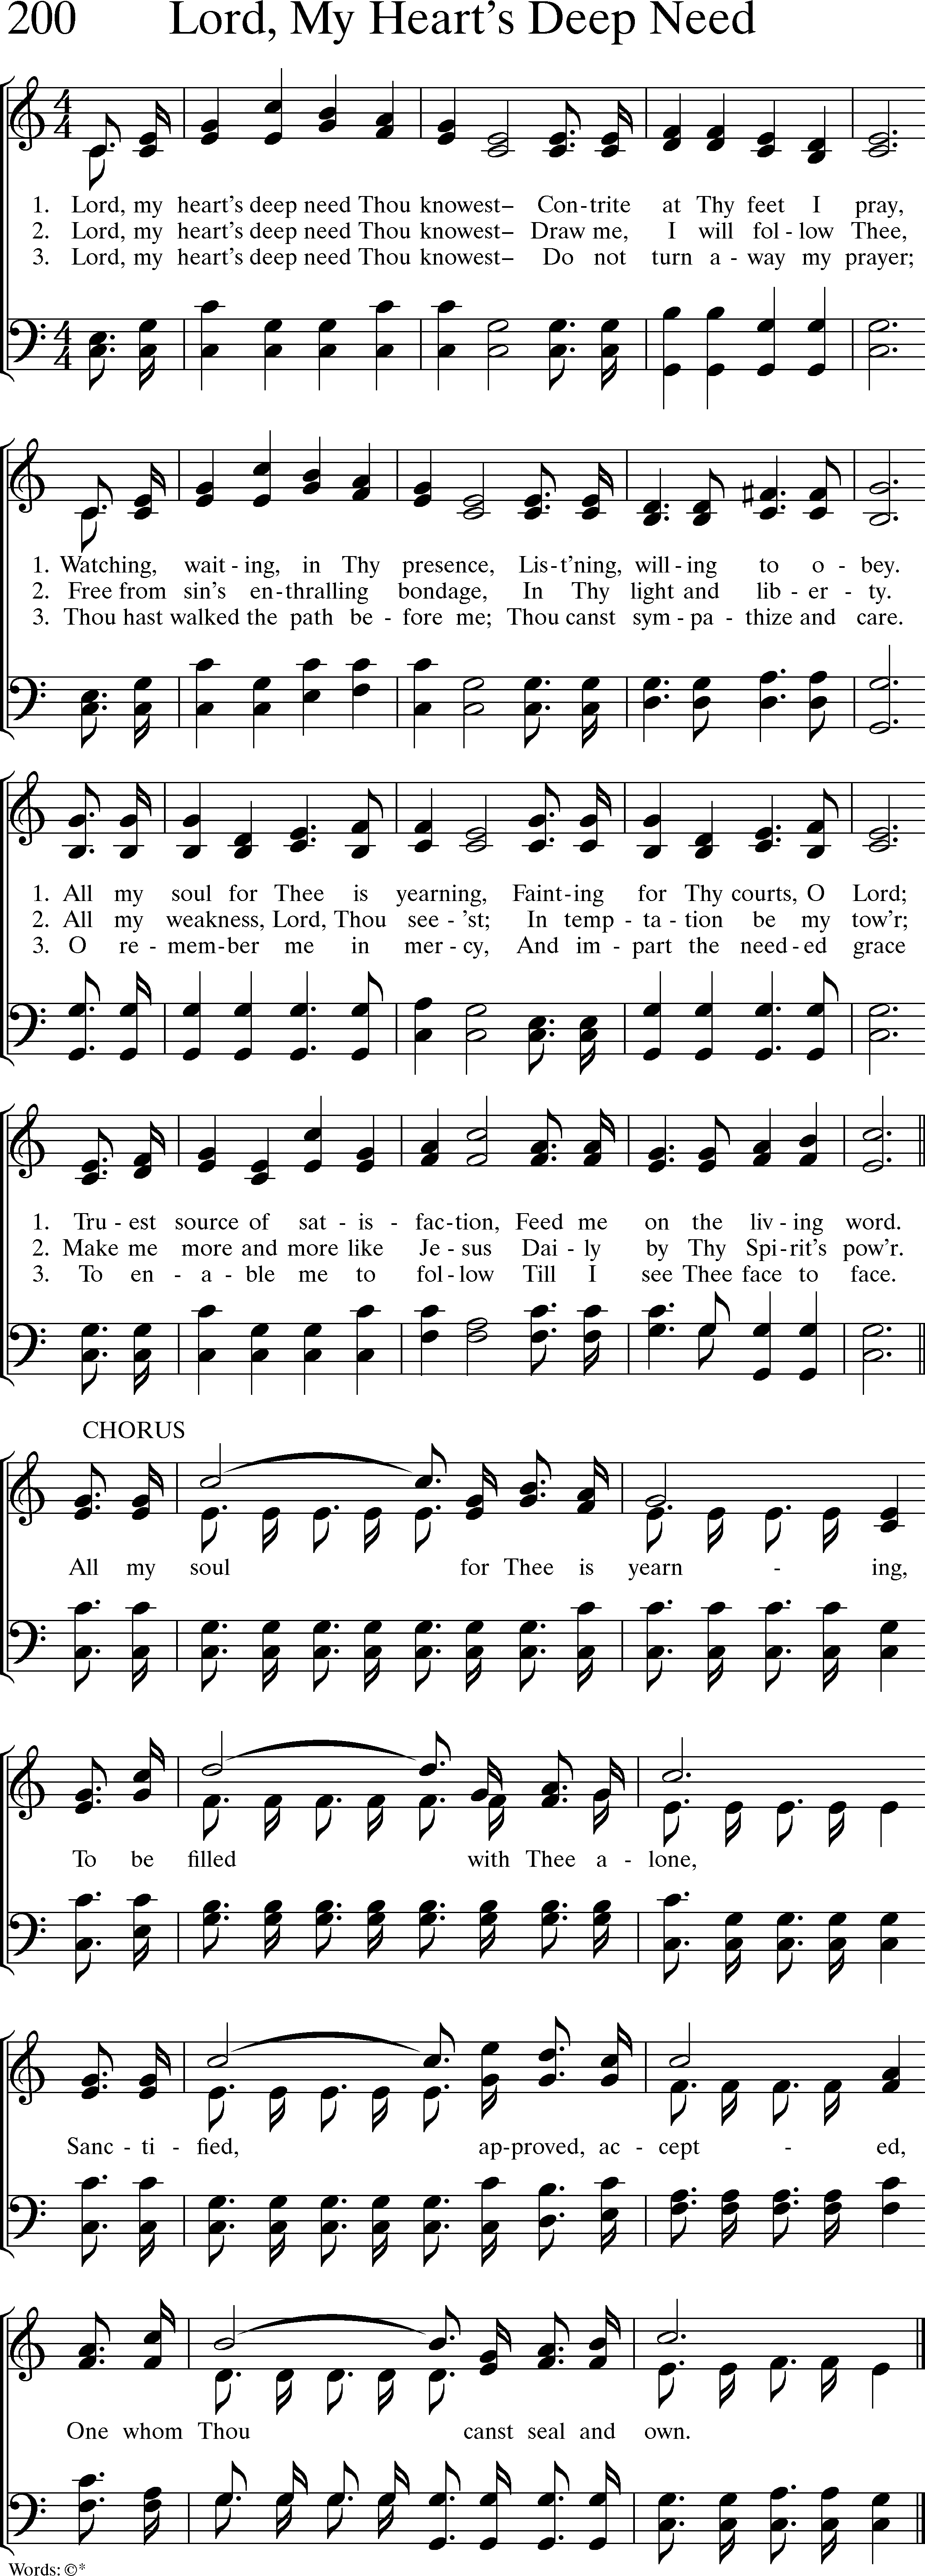 200 Lord, My Heart's Deep Need
4 4
1. Lord, my heart's deep need Thou knowest– Con-trite at Thy feet I pray,
2. Lord, my heart's deep need Thou knowest– Draw me, I will fol-low Thee,
3. Lord, my heart's deep need Thou knowest– Do not turn a-way my prayer;
4 4
1. Watching, wait-ing, in Thy presence, Lis-t'ning, will-ing to o-bey.
2. Free from sin's en-thralling bondage, In Thy light and lib-er-ty.
3. Thou hast walked the path be-fore me; Thou canst sym-pa-thize and care.
1. All my soul for Thee is yearning, Faint-ing for Thy courts, O Lord;
2. All my weakness, Lord, Thou see-'st; In temp-ta-tion be my tow'r;
3. O re-mem-ber me in mer-cy, And im-part the need-ed grace
1. Tru-est source of sat-is-fac-tion, Feed me on the liv-ing word.
2. Make me more and more like Je-sus Dai-ly by Thy Spi-rit's pow'r.
3. To en-a-ble me to fol-low Till I see Thee face to face.
CHORUS
All my soul for Thee is yearn-ing,
To be filled with Thee a-lone,
Sanc-ti-fied, ap-proved, ac-cept-ed,
One whom Thou canst seal and own.
Words: ©*